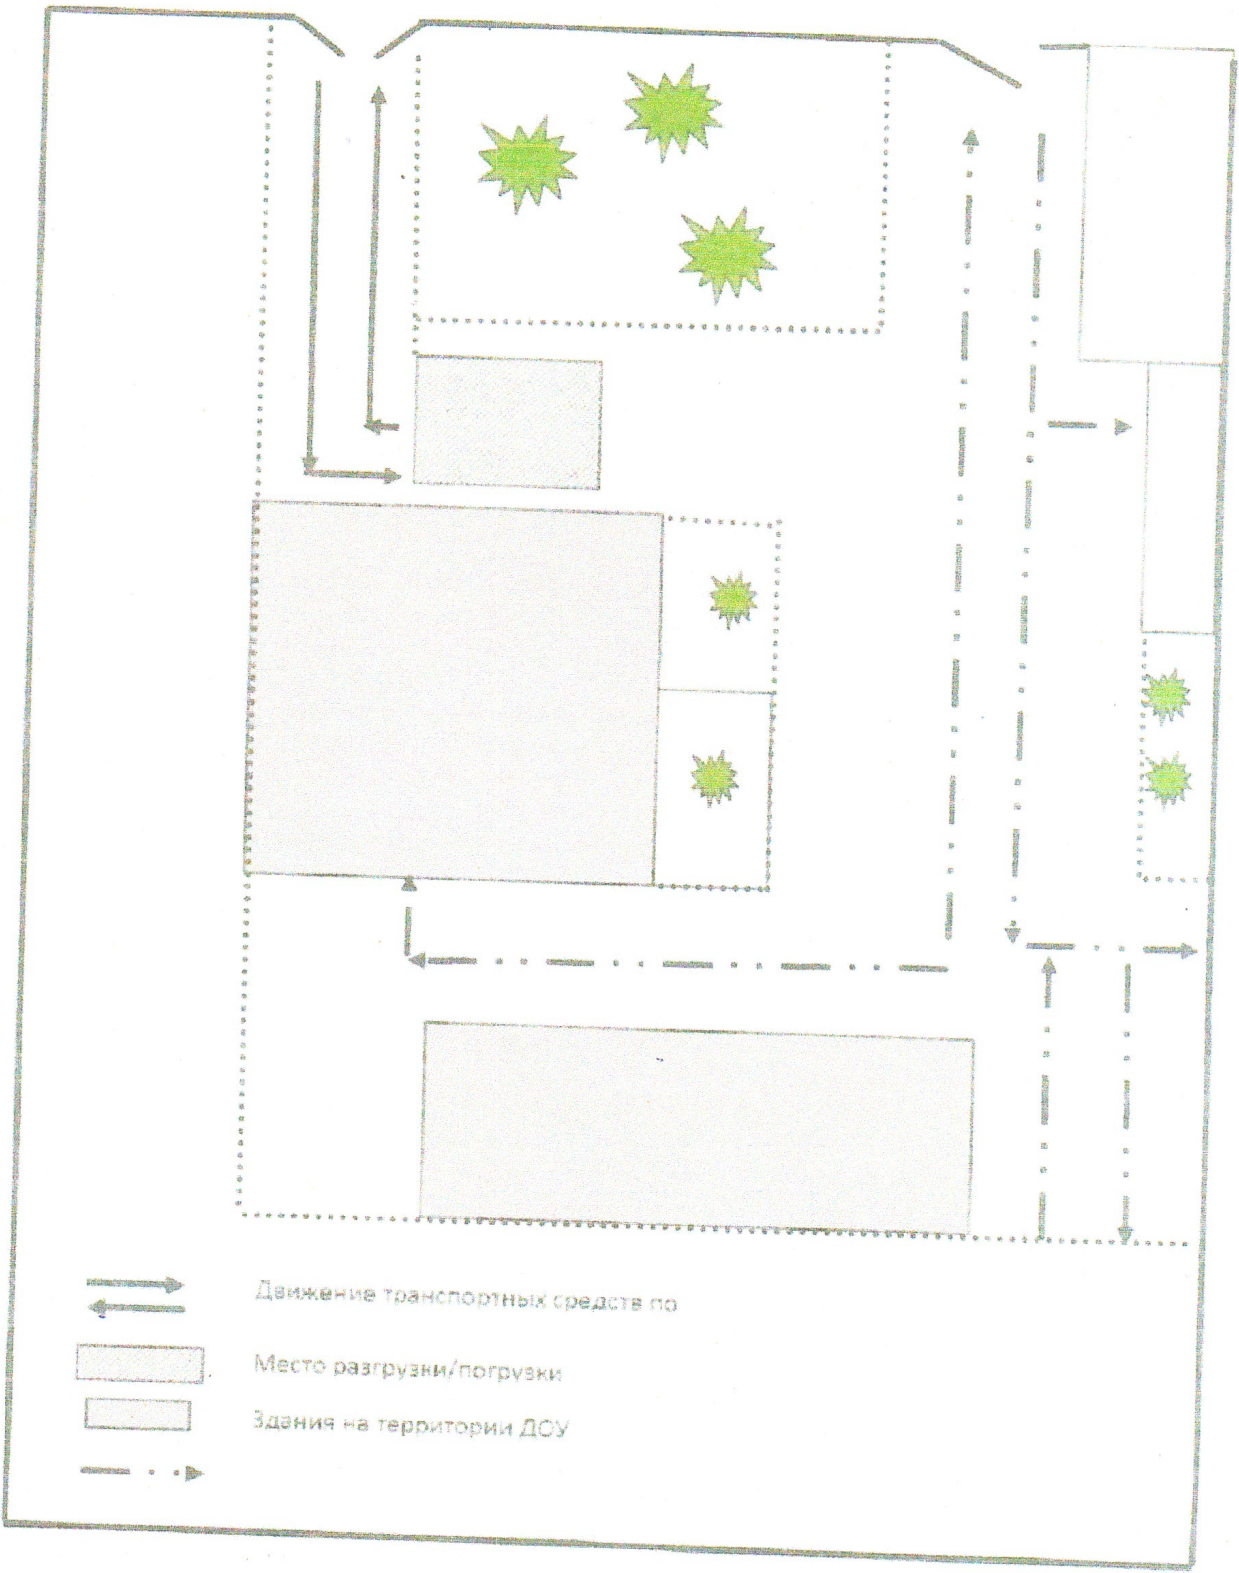 Движение транспортных средств по
Место разгрузки/погрузки
Здания на территории ДОУ